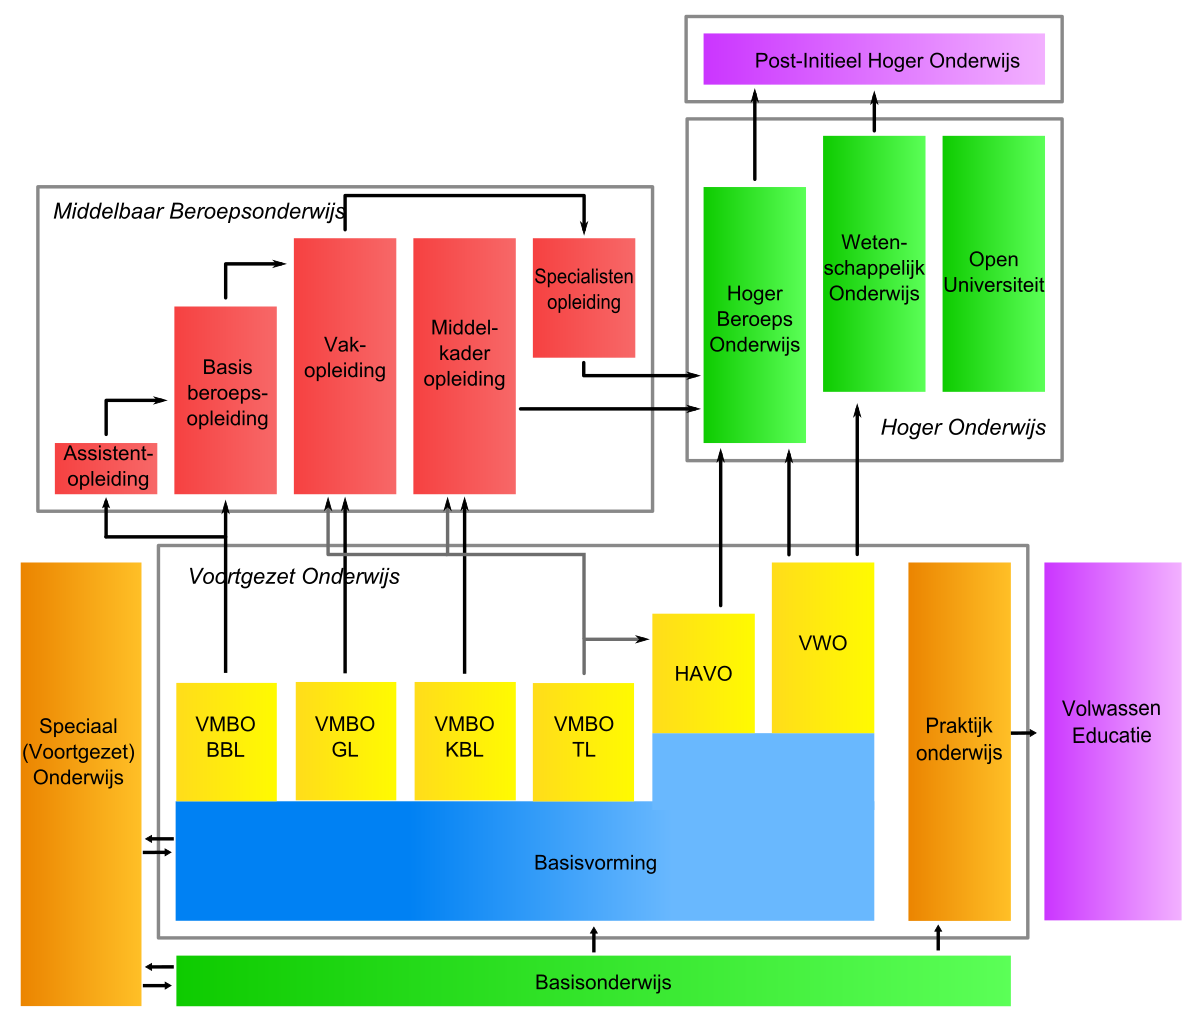 Post-Initieel Hoger Onderwijs
Middelbaar Beroepsonderwijs
Assistent-
opleiding
Basis
beroeps-
opleiding
Vak-
opleiding
Middel-
kader
opleiding
Specialisten
opleiding
Hoger
Beroeps
Onderwijs
Weten-
schappelijk
Onderwijs
Open
Universiteit
Hoger Onderwijs
Voortgezet Onderwijs
Speciaal
(Voortgezet)
Onderwijs
VMBO
BBL
VMBO
GL
VMBO
KBL
VMBO
TL
HAVO
VWO
Praktijk
onderwijs
Volwassen
Educatie
Basisvorming
Basisonderwijs